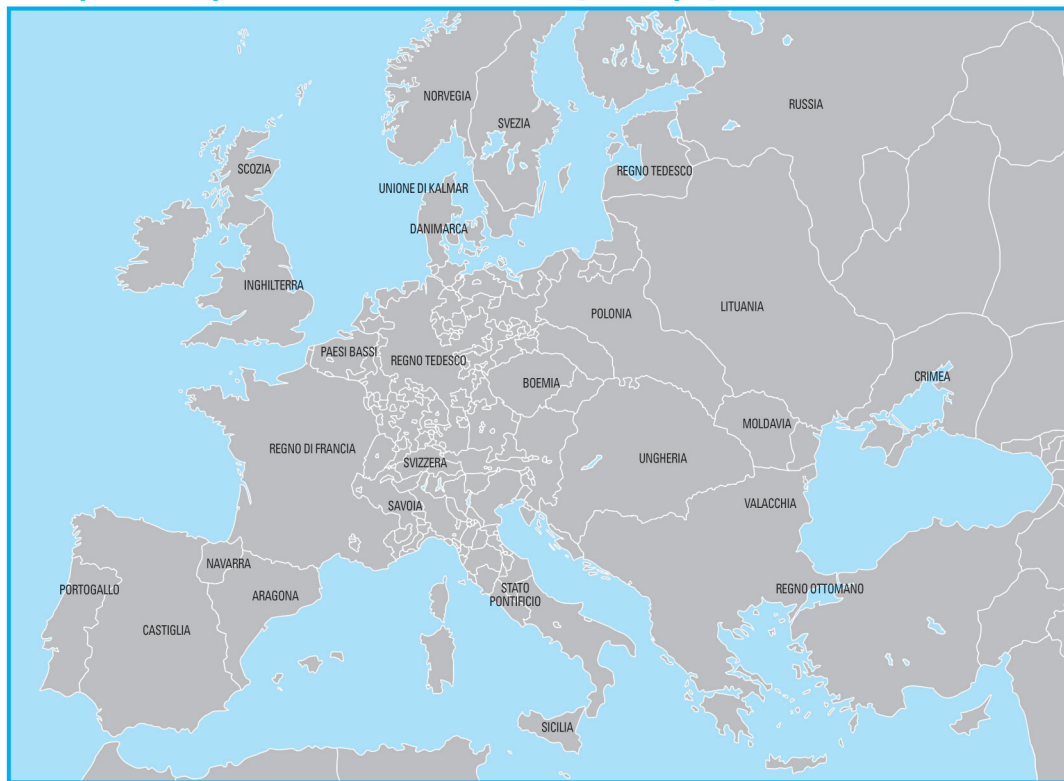 NORVEGIA
SVEZIA
RUSSIA
SCOZIA
REGNO TEDESCO
UNIONE DI KALMAR
DANIMARCA
INGHILTERRA
POLONIA
LITUANIA
PAESI BASSI
REGNO TEDESCO
BOEMIA
CRIMEA
MOLDAVIA
REGNO DI FRANCIA
SVIZZERA
UNGHERIA
SAVOIA
VALACCHIA
NAVARRA
PORTOGALLO
ARAGONA
STATO
PONTIFICIO
REGNO OTTOMANO
CASTIGLIA
SICILIA